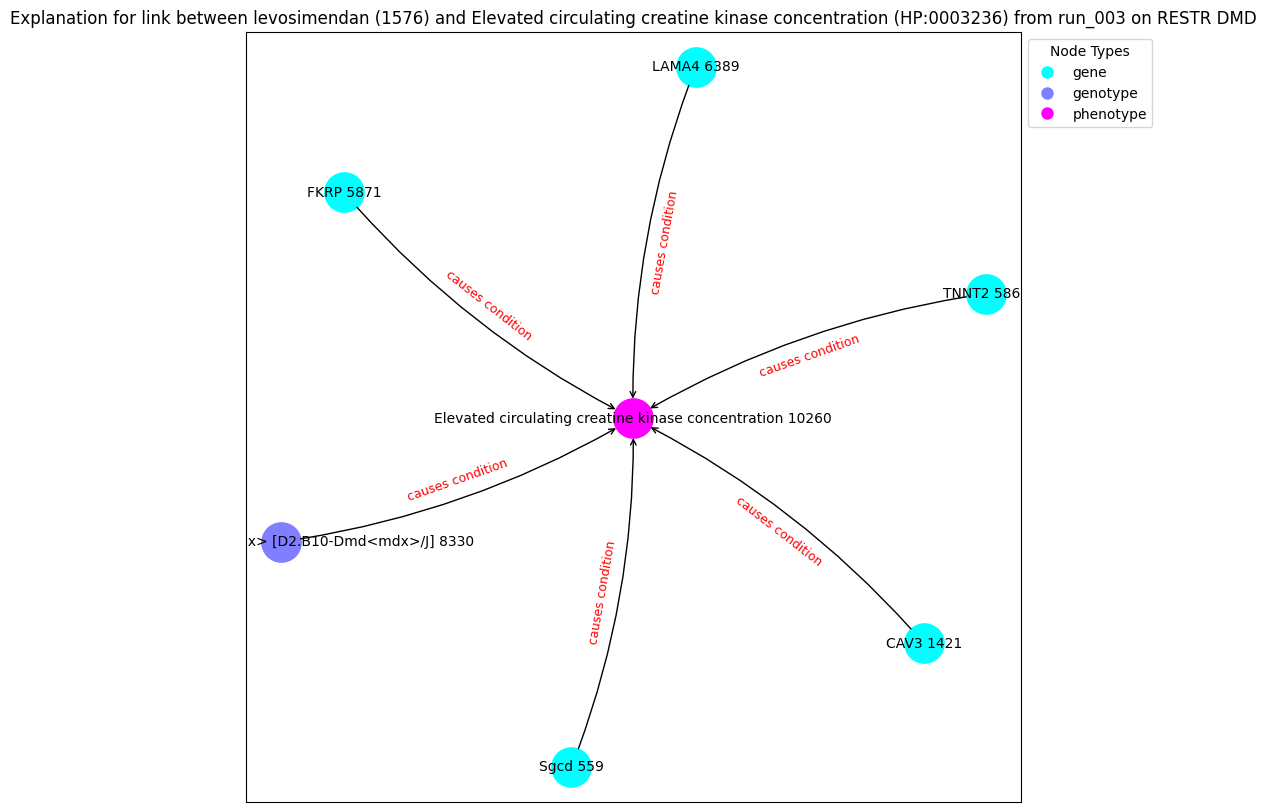 Explanation for link between levosimendan (1576) and Elevated circulating creatine kinase concentration (HP:0003236) from run_003 on RESTR DMD
Node Types
gene
genotype
phenotype
LAMA4 6389
FKRP 5871
causes condition
causes condition
TNNT2 586
causes condition
Elevated circulating creatine kinase concentration 10260
causes condition
x> [D2.B10-Dmd<mdx>/J] 8330
causes condition
causes condition
CAV3 1421
Sgcd 559